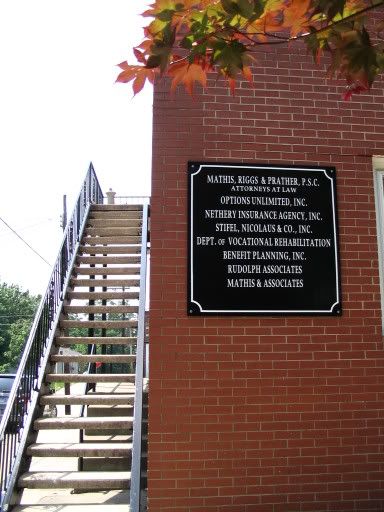 MATHIS, RIGGS & PRATHER, P.S.C.
ATTORNEYS AT LAW
OPTIONS UNLIMITED, INC.
NETHERY INSURANCE AGENCY, INC.
STIFEL, NICOLAUS & CO., INC.
DEPT. OF VOCATIONAL REHABILITATION
BENEFIT PLANNING, INC.
RUDOLPH ASSOCIATES
MATHIS & ASSOCIATES